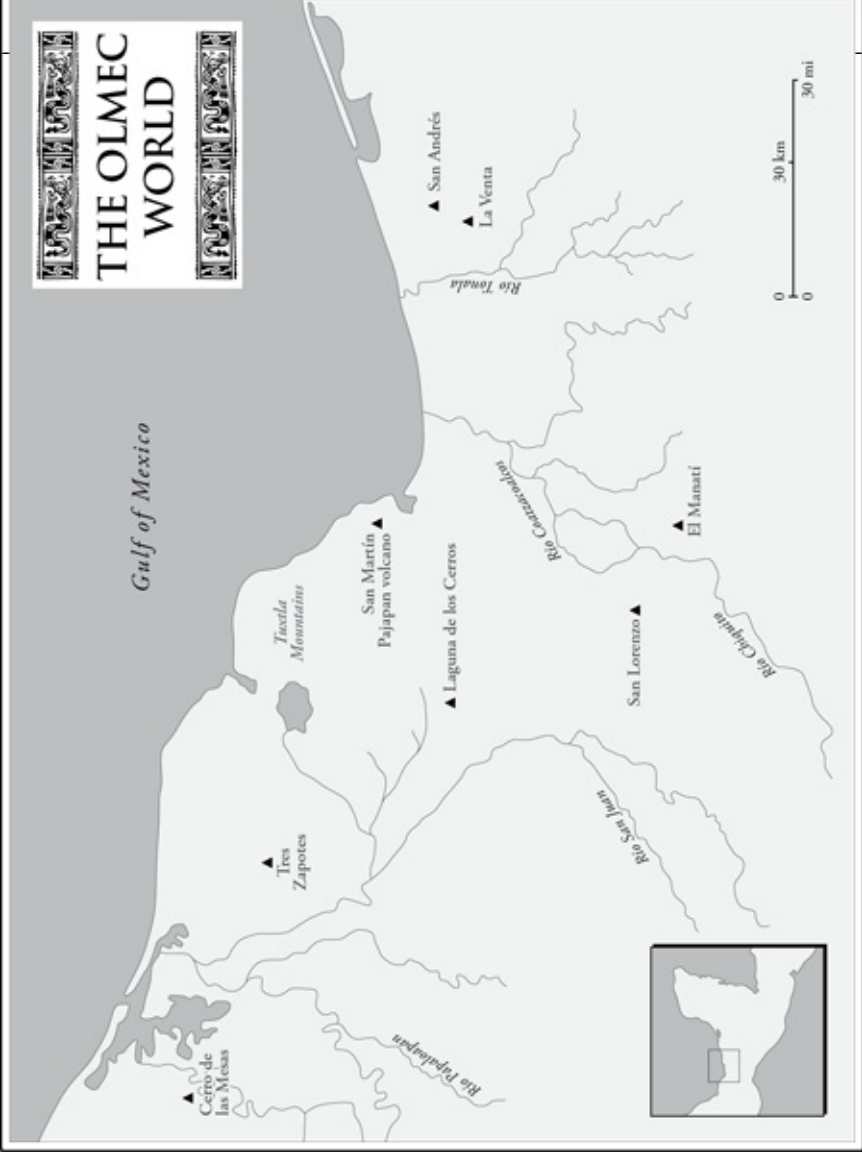 THE OLMEC
WORLD
Gulf of Mexico
Cerro de
las Mesas
Tres
Zapotes
Tuxtla
Mountains
San Martín
Pajapan volcano
Laguna de los Cerros
San Andrés
La Venta
Río Tonala
Río Coatzacoalcos
El Manatí
San Lorenzo
Río Chiquito
Río San Juan
Río Papaloapan
0 30 km
0 30 mi